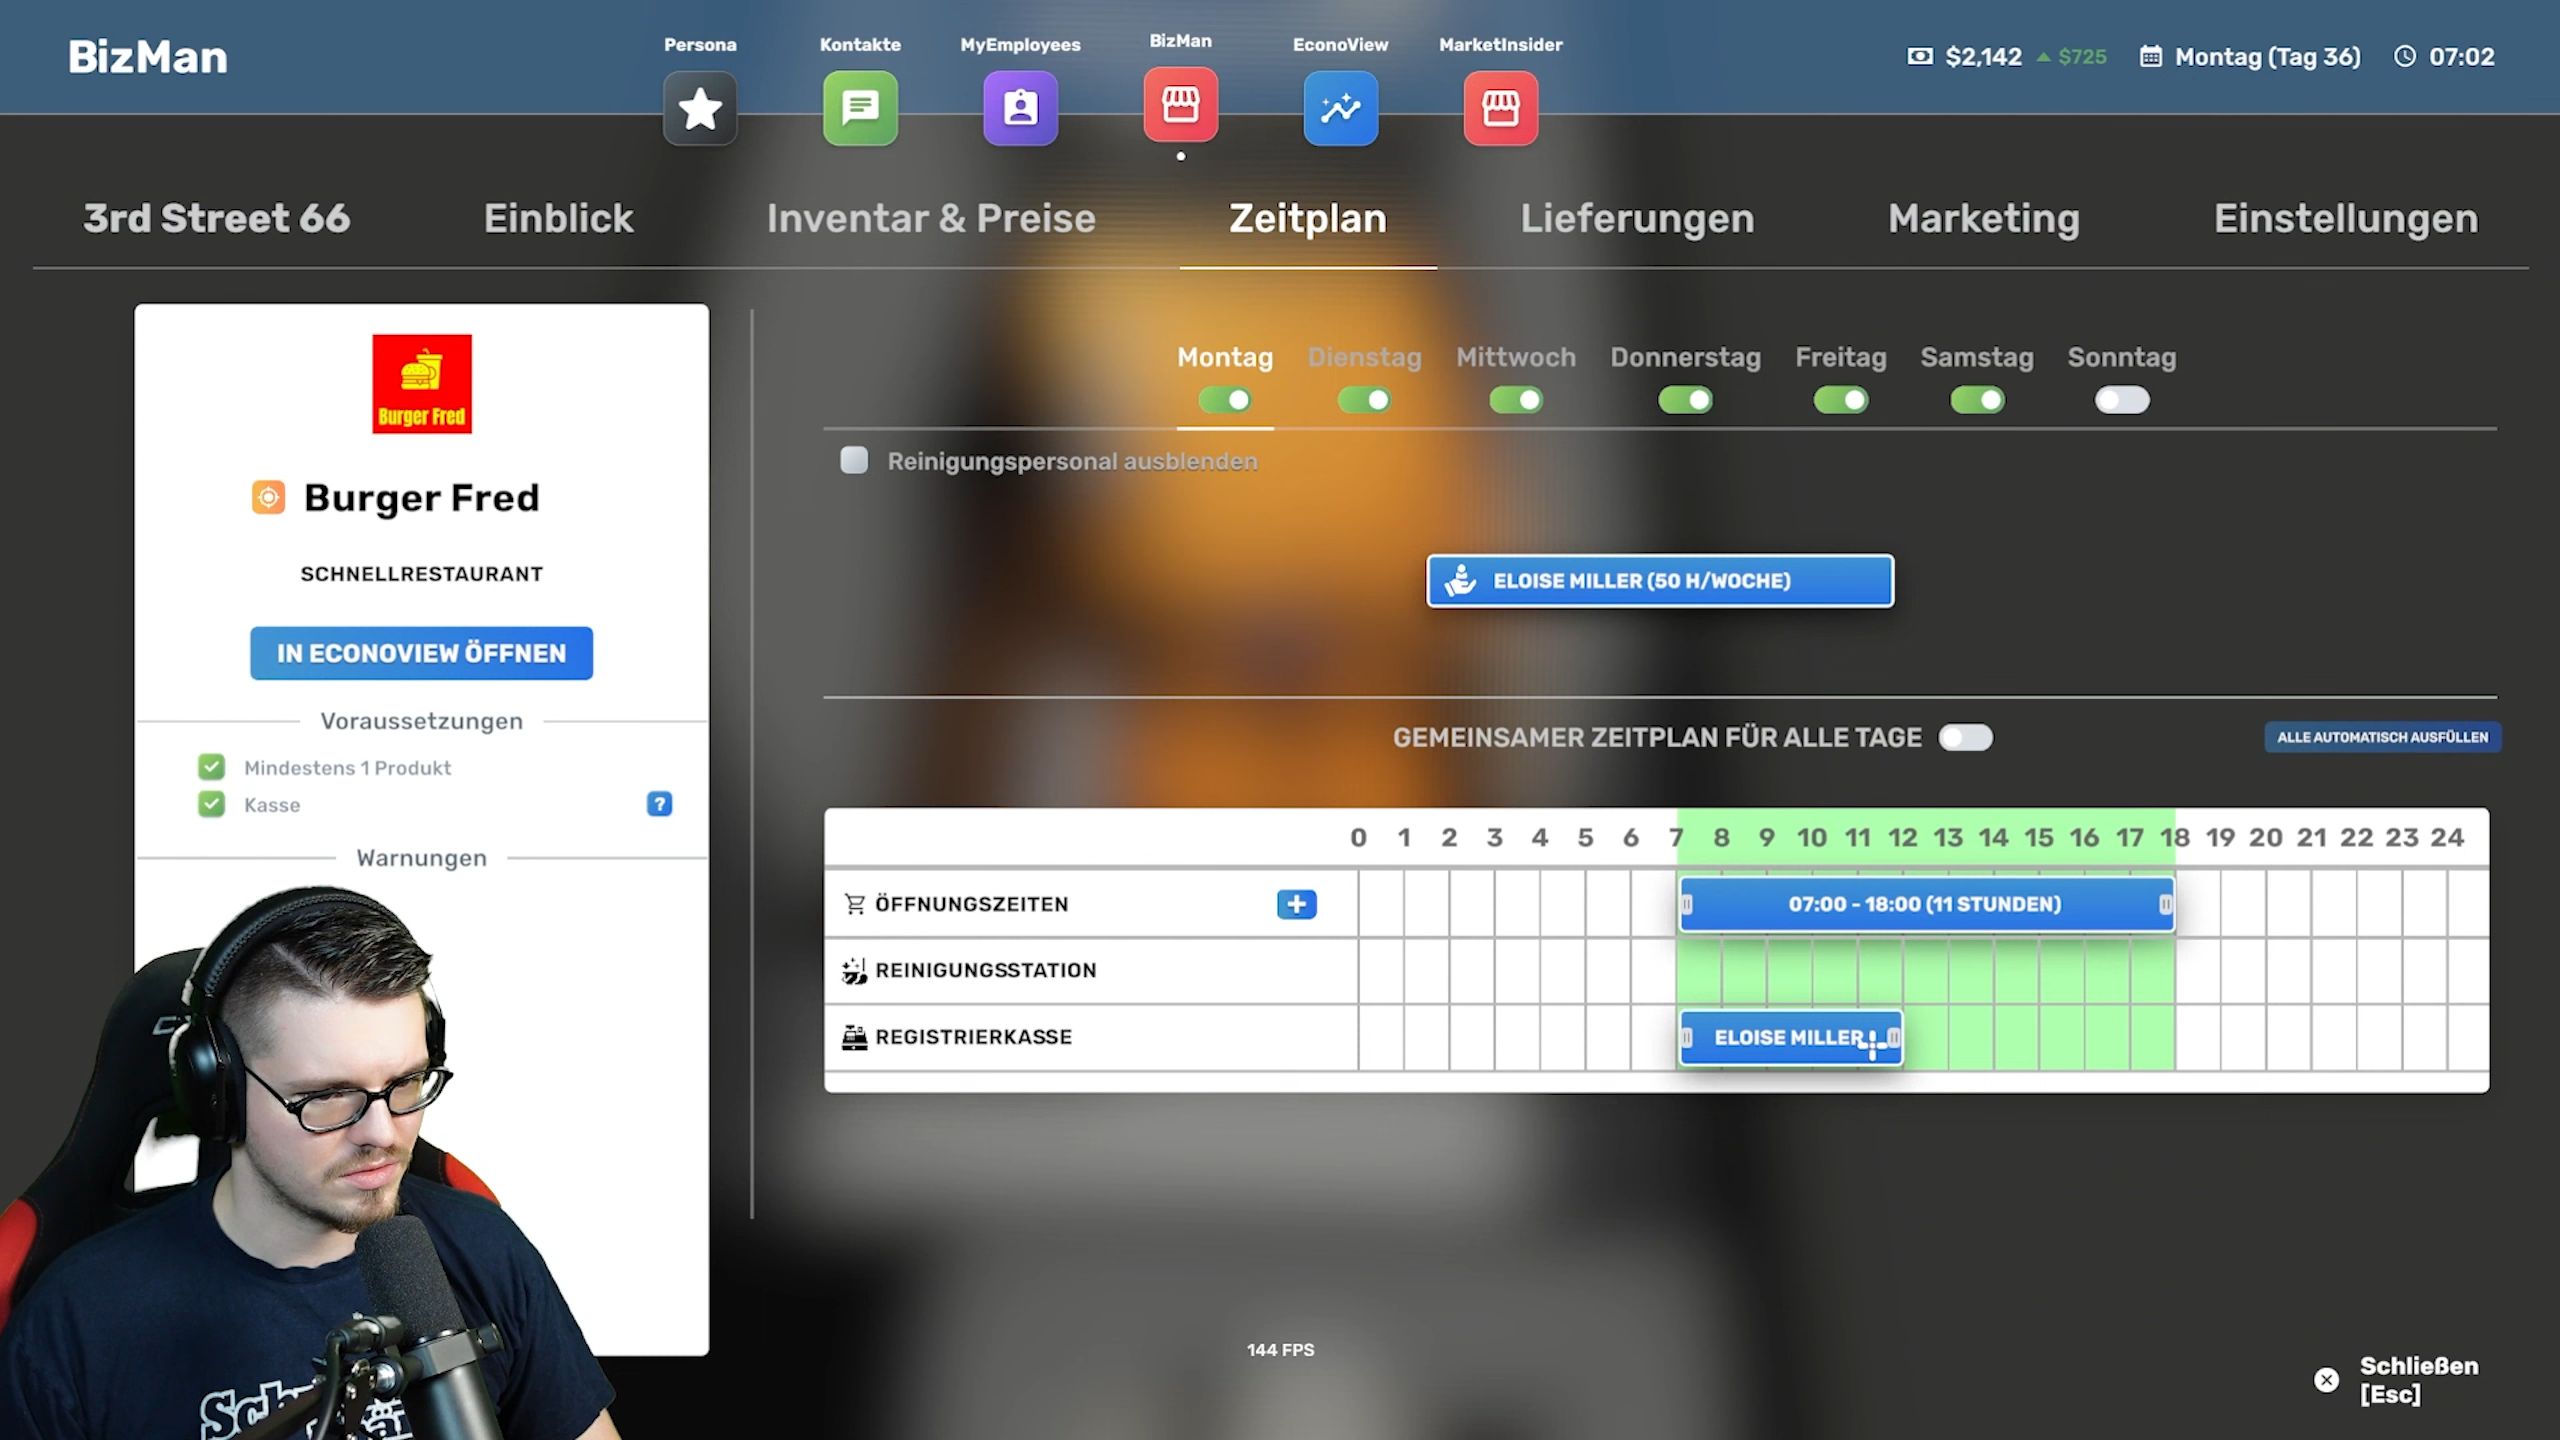 BizMan
Persona
Kontakte
MyEmployees
BizMan
EconoView
MarketInsider
$2,142
$725
Montag (Tag 36)
07:02
3rd Street 66
Einblick
Inventar & Preise
Zeitplan
Lieferungen
Marketing
Einstellungen
Burger Fred
Burger Fred
SCHNELLRESTAURANT
IN ECONOVIEW ÖFFNEN
Voraussetzungen
Mindestens 1 Produkt
Kasse
?
Warnungen
Montag
Dienstag
Mittwoch
Donnerstag
Freitag
Samstag
Sonntag
Reinigungspersonal ausblenden
ELOISE MILLER (50 H/WOCHE)
GEMEINSAMER ZEITPLAN FÜR ALLE TAGE
ALLE AUTOMATISCH AUSFÜLLEN
0 1 2 3 4 5 6 7 8 9 10 11 12 13 14 15 16 17 18 19 20 21 22 23 24
ÖFFNUNGSZEITEN
07:00 - 18:00 (11 STUNDEN)
REINIGUNGSSTATION
REGISTRIERKASSE
ELOISE MILLER
144 FPS
Schließen
[Esc]